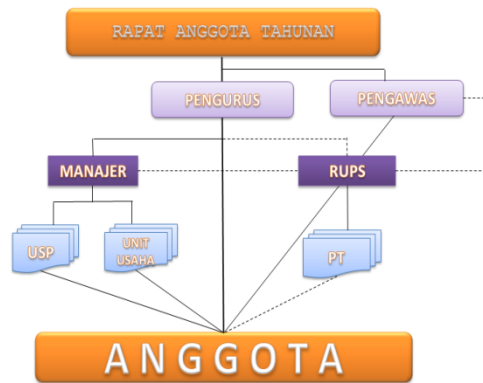 RAPAT ANGGOTA TAHUNAN
PENGURUS
PENGAWAS
MANAJER
RUPS
USP
UNIT
USAHA
PT
ANGGOTA